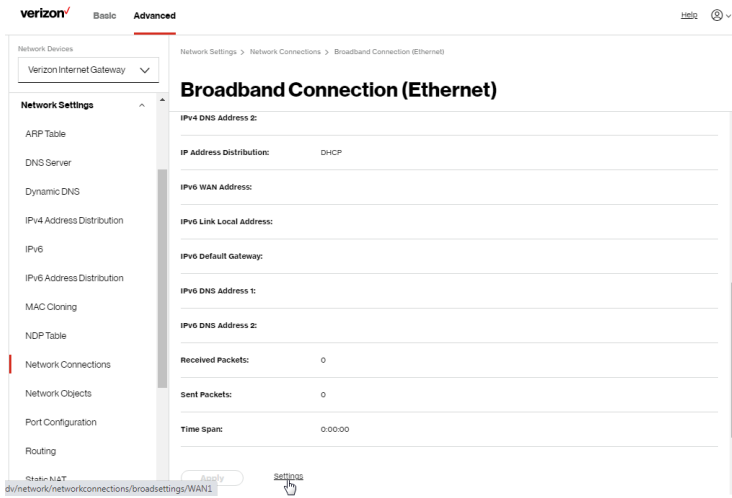 verizon✓ Basic Advanced Help
Network Devices
Verizon Internet Gateway
Network Settings
ARP Table
DNS Server
Dynamic DNS
IPv4 Address Distribution
IPv6
IPv6 Address Distribution
MAC Cloning
NDP Table
Network Connections
Network Objects
Port Configuration
Routing
Static NAT
Network Settings > Network Connections > Broadband Connection (Ethernet)
Broadband Connection (Ethernet)
IPv4 DNS Address 2:
IP Address Distribution: DHCP
IPv6 WAN Address:
IPv6 Link Local Address:
IPv6 Default Gateway:
IPv6 DNS Address 1:
IPv6 DNS Address 2:
Received Packets: 0
Sent Packets: 0
Time Span: 0:00:00
Apply Settings
dv/network/networkconnections/broadsettings/WAN1